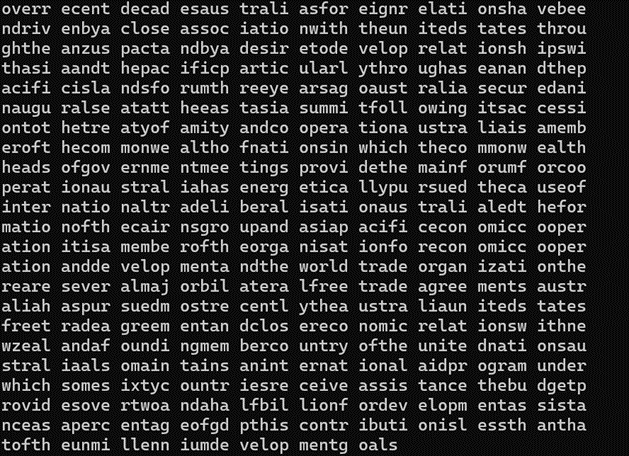 overr ecent decad esaus trali asfor eignr elati onsha vebee
ndriv enbya close assoc iatio nwith theun iteds tates throu
ghthe anzus pacta ndbya desir etode velop relat ionsh ipswi
thasi aandt hepac ificp artic ularl ythro ughas eanan dthep
acifi cisla ndsfo rumth reeye arsag oaust ralia secur edani
naugu ralse atatt heeas tasia summi tfoll owing itsac cessi
ontot hetre atyof amity andco opera tiona ustra liais amemb
eroft hecom monwe altho fnati onsin which theco mmonw ealth
heads ofgov ernme ntmee tings provi dethe mainf orumf orcoo
perat ionau stral iahas energ etica llypu rsued theca useof
inter natio naltr adeli beral isati onaus trali aledt hefor
matio nofth ecair nsgro upand asiap acifi cecon omicc ooper
ation itisa membe rofth eorga nisat ionfo recon omicc ooper
ation andde velop menta ndthe world trade organ izati onthe
reare sever almaj orbil atera lfree trade agree ments austr
aliah aspur suedm ostre centl ythea ustra liaun iteds tates
freet radea greem entan dclos ereco nomic relat ionsw ithne
wzeal andaf oundi ngmem berco untry ofthe unite dnati onsau
stral iaals omain tains anint ernat ional aidpr ogram under
which somes ixtyc ountr iesre ceive assis tance thebu dgetp
rovid esove rtwoa ndaha lfbil lionf ordev elopm entas sista
nceas aperc entag eofgd pthis contr ibuti onisl essth antha
tofth eunmi llenn iumde velop mentg oals